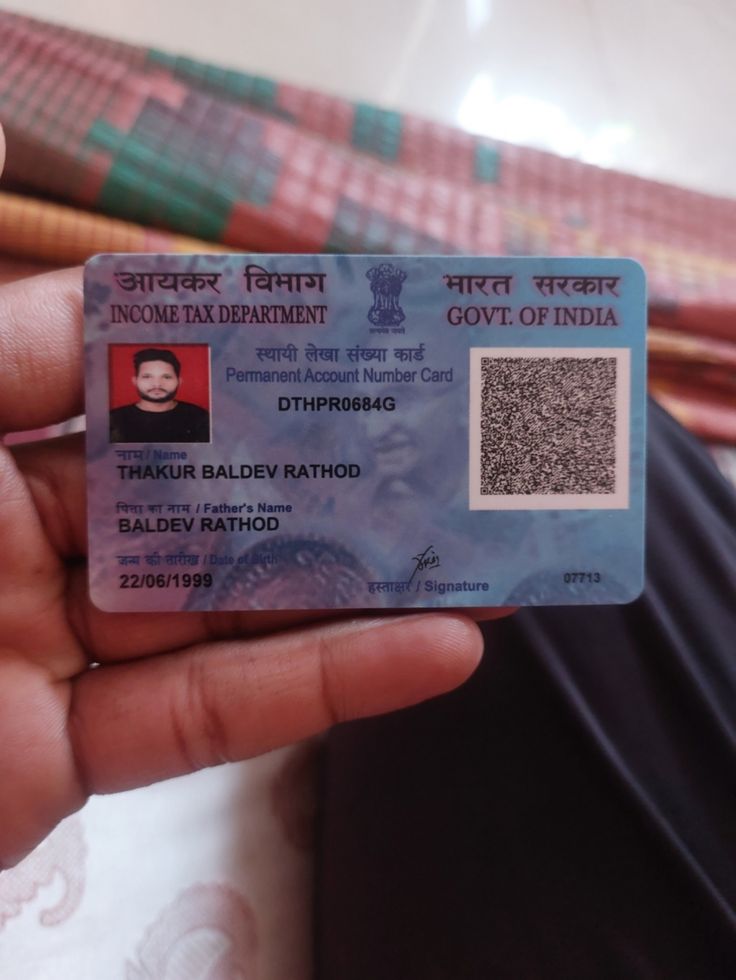 आयकर विभाग
INCOME TAX DEPARTMENT
सत्यमेव जयते
भारत सरकार
GOVT. OF INDIA
स्थायी लेखा संख्या कार्ड
Permanent Account Number Card
DTHPR0684G
नाम / Name
THAKUR BALDEV RATHOD
पिता का नाम / Father's Name
BALDEV RATHOD
जन्म की तारीख / Date of Birth
22/06/1999
हस्ताक्षर / Signature
07713